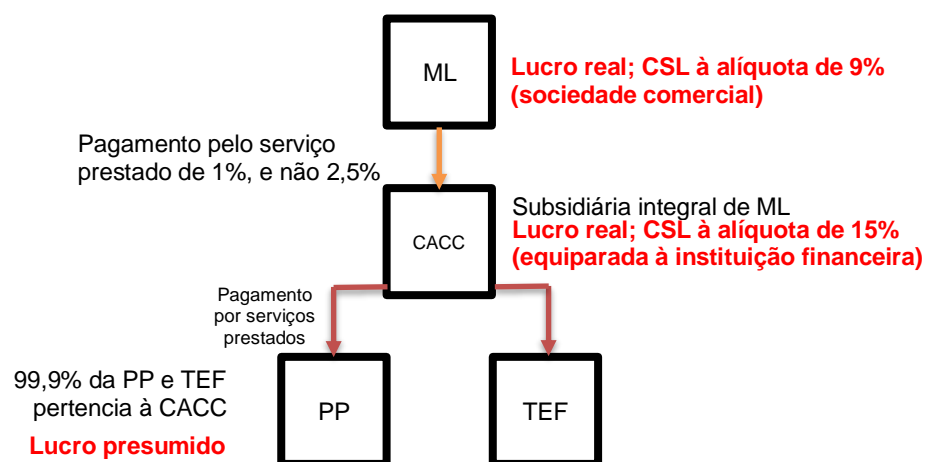 ML
Lucro real; CSL à alíquota de 9%
(sociedade comercial)
Pagamento pelo serviço
prestado de 1%, e não 2,5%
CACC
Subsidiária integral de ML
Lucro real; CSL à alíquota de 15%
(equiparada à instituição financeira)
Pagamento
por serviços
prestados
99,9% da PP e TEF
pertencia à CACC
Lucro presumido
PP
TEF